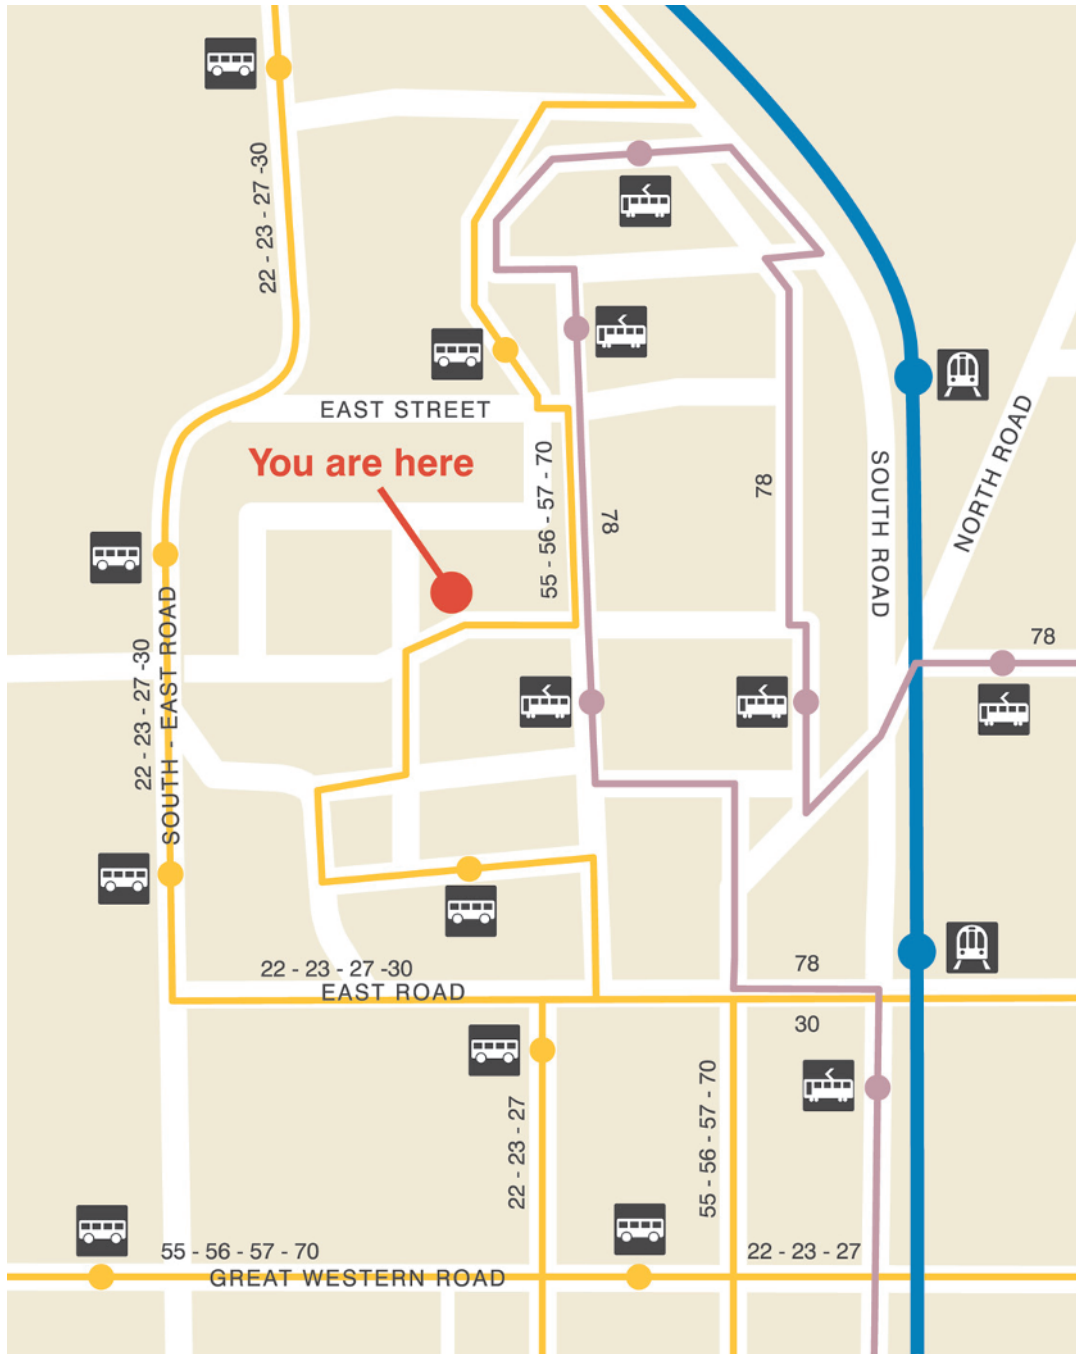 22 - 23 - 27 -30
EAST STREET
You are here
55 - 56 - 57 - 70
78
78
SOUTH ROAD
NORTH ROAD
22 - 23 - 27 -30
SOUTH - EAST ROAD
78
22 - 23 - 27 -30
EAST ROAD
78
30
22 - 23 - 27
55 - 56 - 57 - 70
55 - 56 - 57 - 70
22 - 23 - 27
GREAT WESTERN ROAD